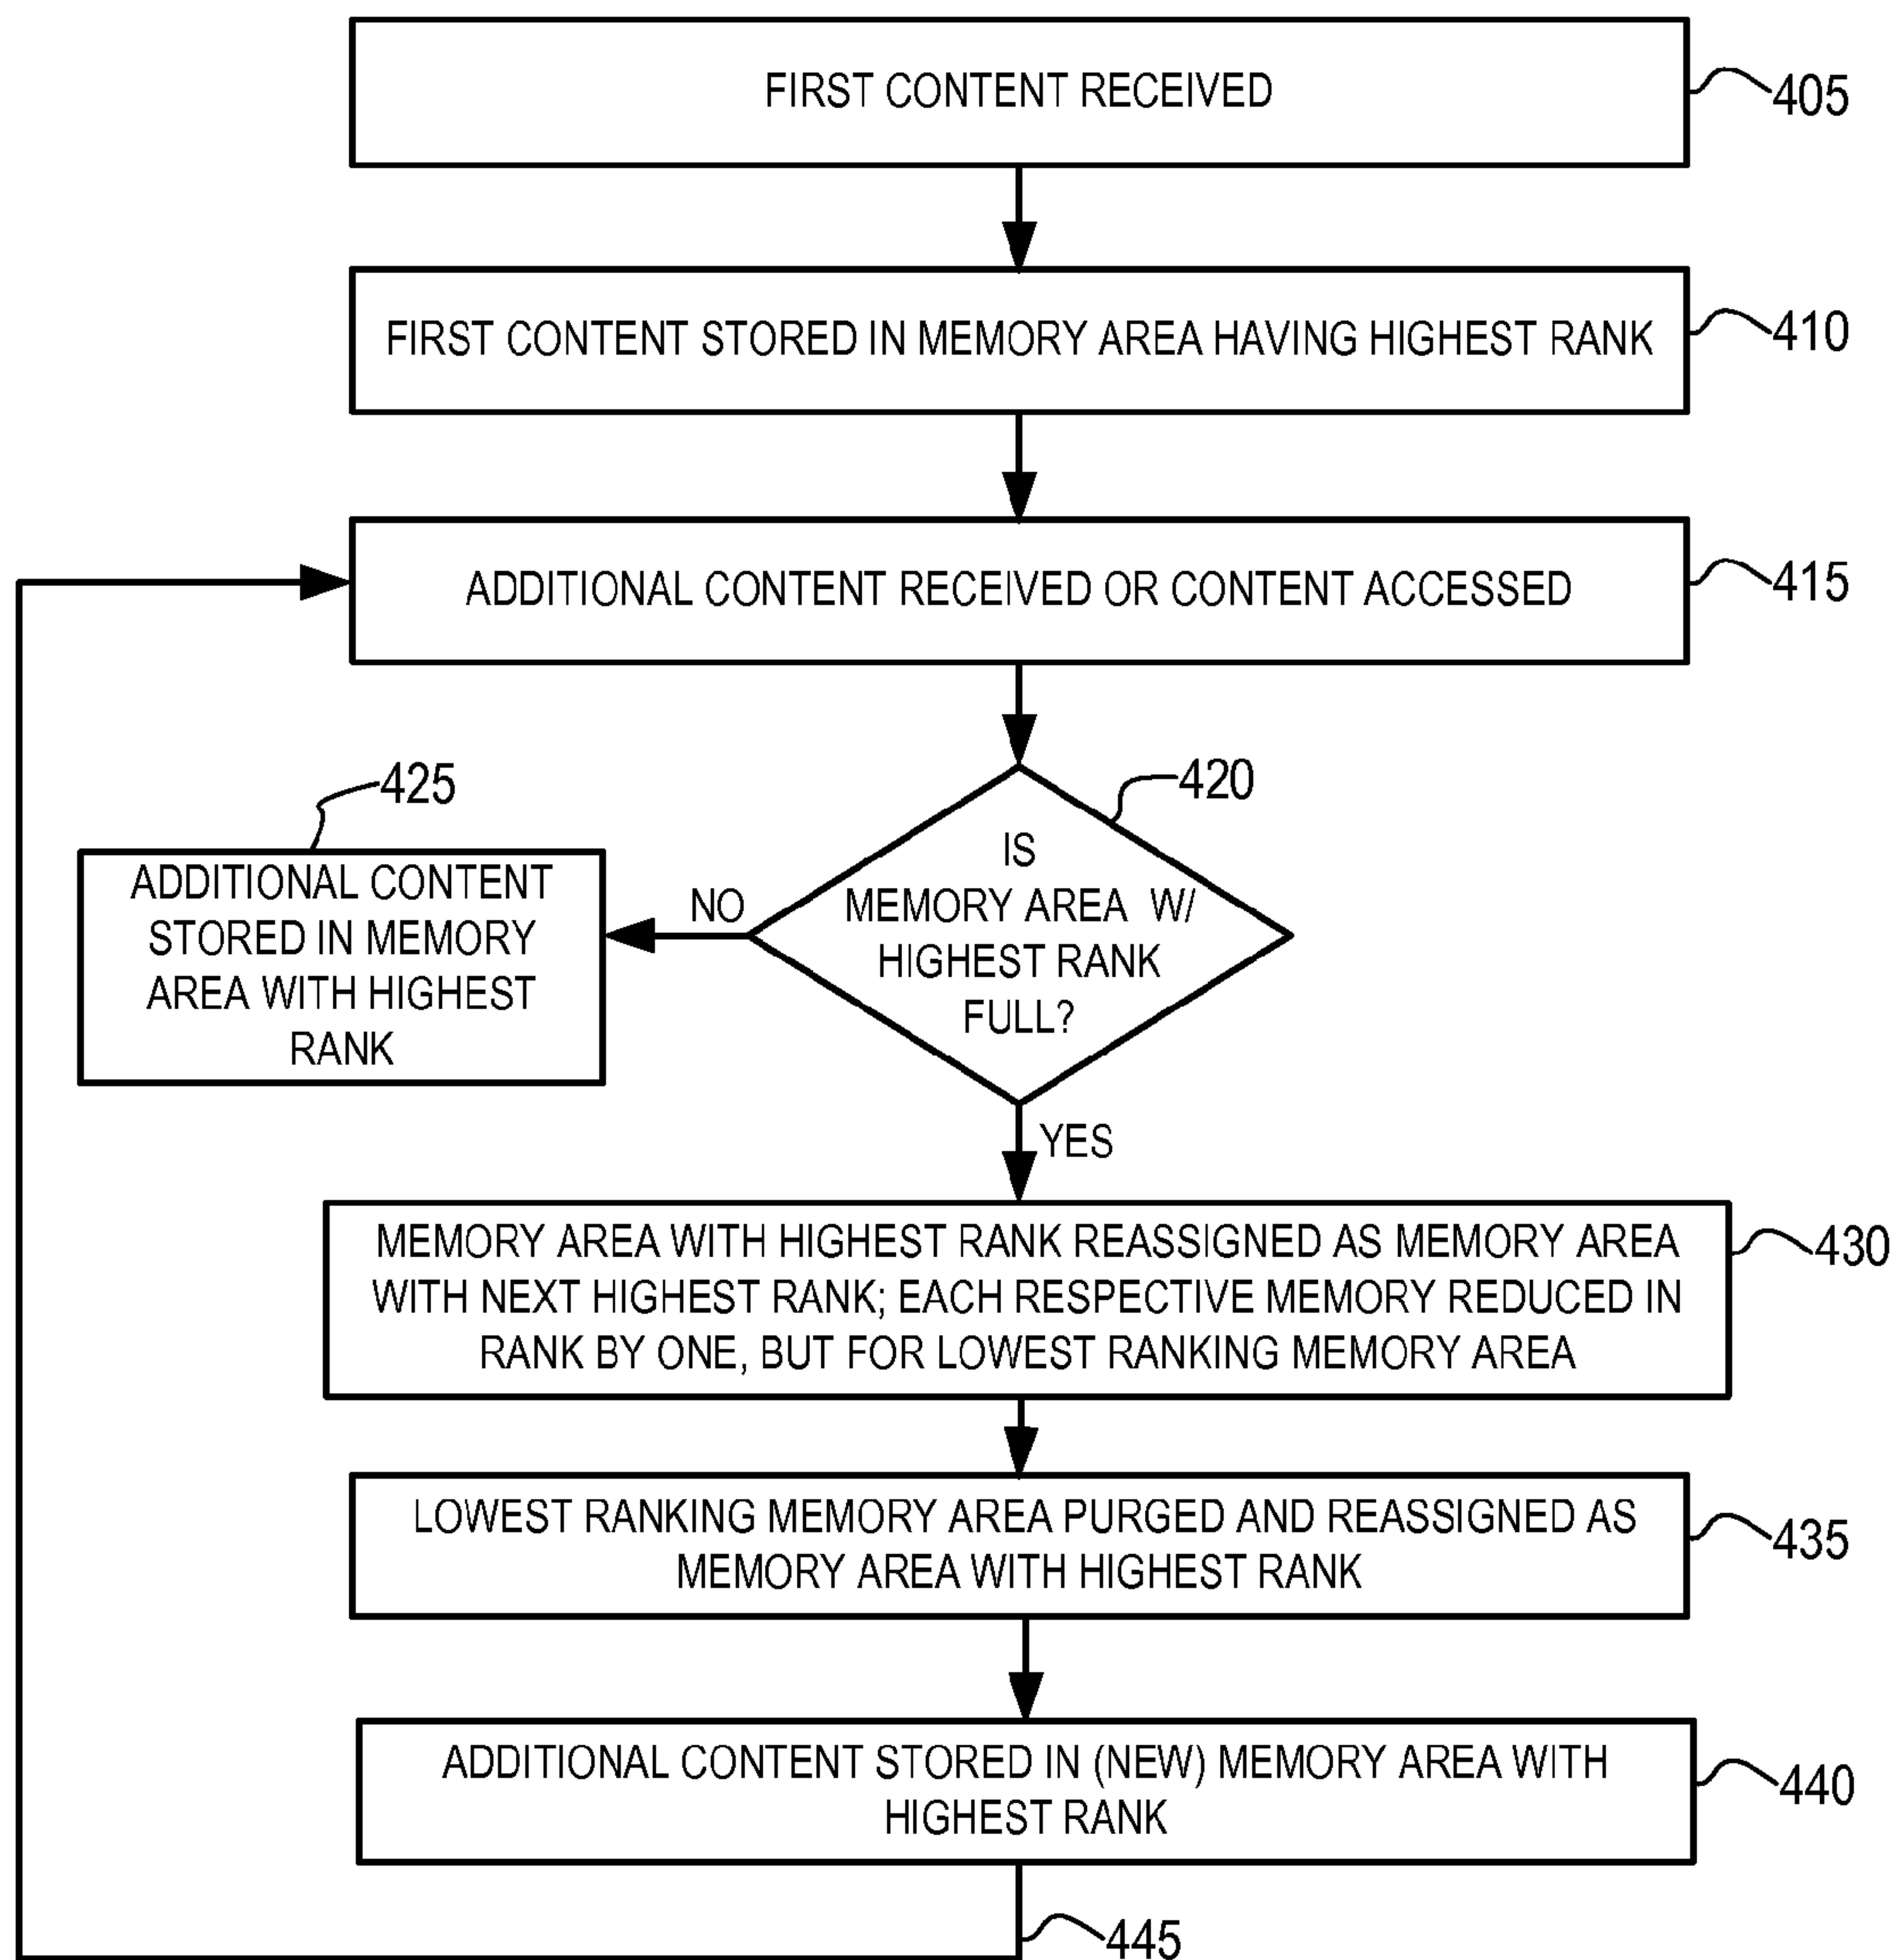 FIRST CONTENT RECEIVED
405
FIRST CONTENT STORED IN MEMORY AREA HAVING HIGHEST RANK
410
ADDITIONAL CONTENT RECEIVED OR CONTENT ACCESSED
415
420
IS
MEMORY AREA W/
HIGHEST RANK
FULL?
NO
425
ADDITIONAL CONTENT
STORED IN MEMORY
AREA WITH HIGHEST
RANK
YES
MEMORY AREA WITH HIGHEST RANK REASSIGNED AS MEMORY AREA
WITH NEXT HIGHEST RANK; EACH RESPECTIVE MEMORY REDUCED IN
RANK BY ONE, BUT FOR LOWEST RANKING MEMORY AREA
430
LOWEST RANKING MEMORY AREA PURGED AND REASSIGNED AS
MEMORY AREA WITH HIGHEST RANK
435
ADDITIONAL CONTENT STORED IN (NEW) MEMORY AREA WITH
HIGHEST RANK
440
445